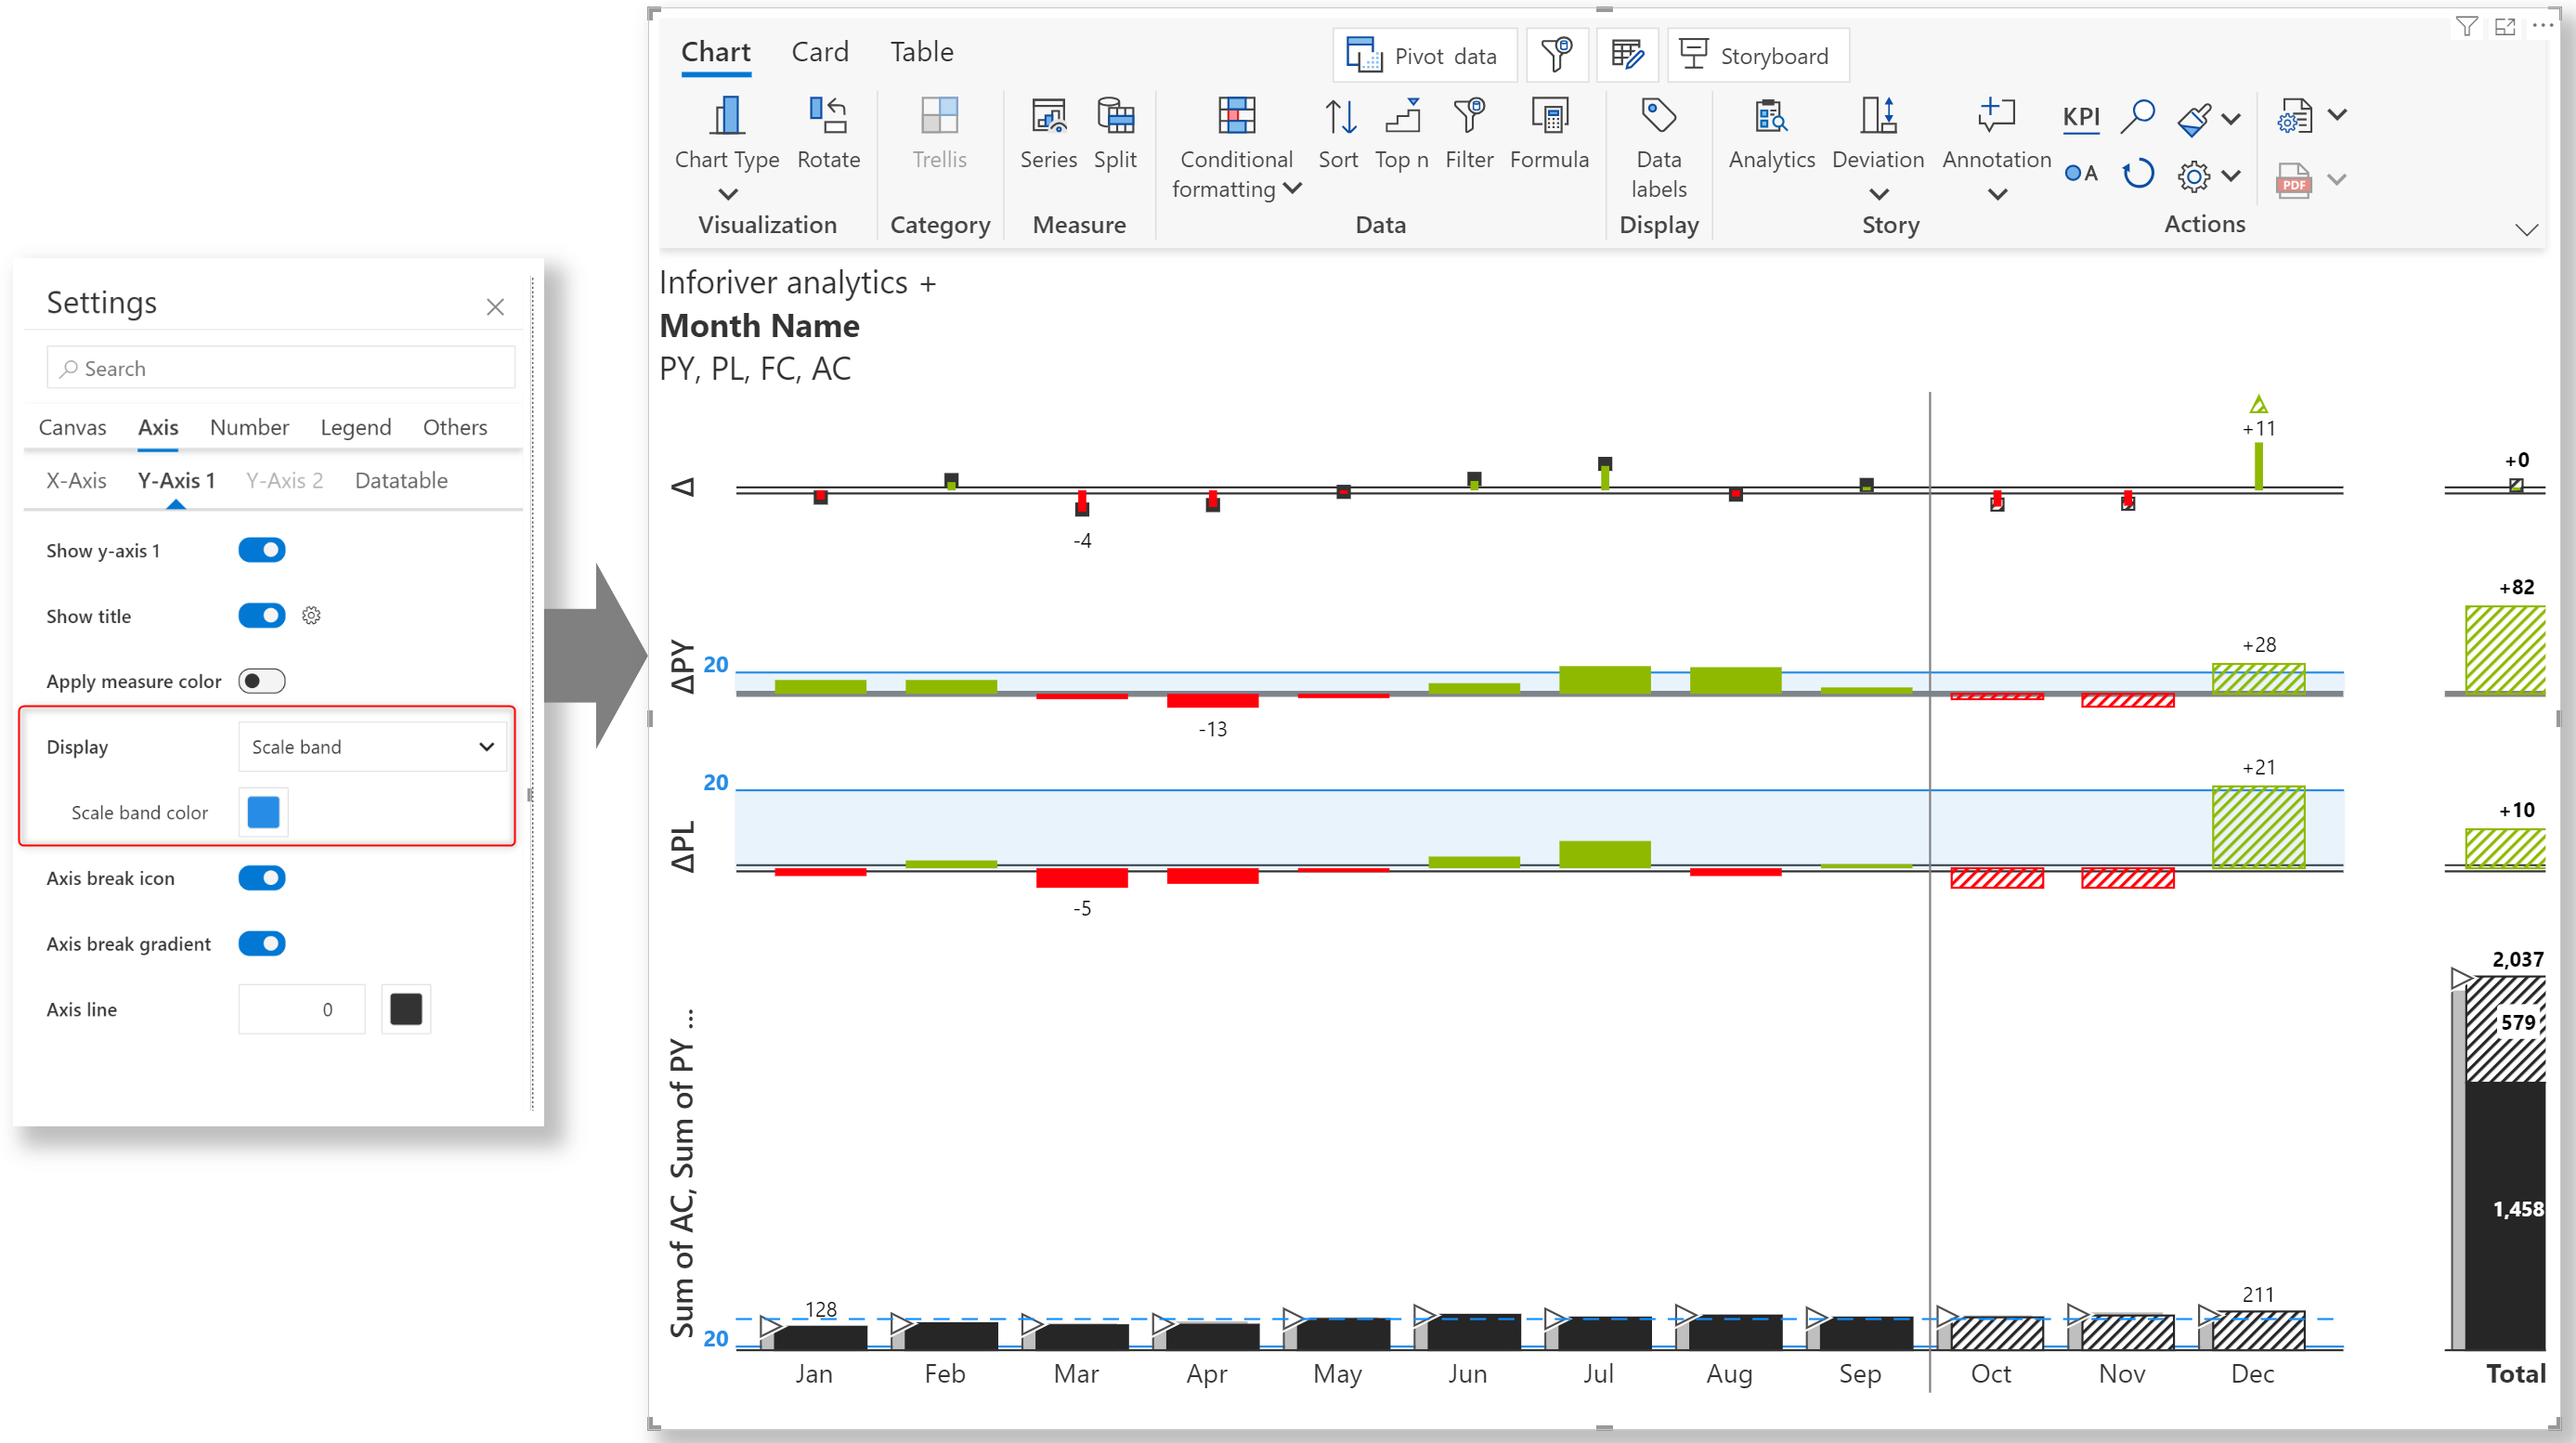 Settings
Search
Canvas Axis Number Legend Others
X-Axis Y-Axis 1 Y-Axis 2 Datatable
Show y-axis 1
Show title
Apply measure color
Display Scale band
Scale band color
Axis break icon
Axis break gradient
Axis line 0
Chart Card Table Pivot data Storyboard
Chart Type Rotate Trellis Series Split Conditional formatting Sort Top n Filter Formula Data labels Analytics Deviation Annotation KPI A PDF
Visualization Category Measure Data Display Story Actions
Inforiver analytics +
Month Name
PY, PL, FC, AC
Δ
-4
+11
+0
ΔPY
20
-13
+28
+82
ΔPL
20
-5
+21
+10
Sum of AC, Sum of PY ...
20
128
211
2,037
579
1,458
Jan Feb Mar Apr May Jun Jul Aug Sep Oct Nov Dec Total